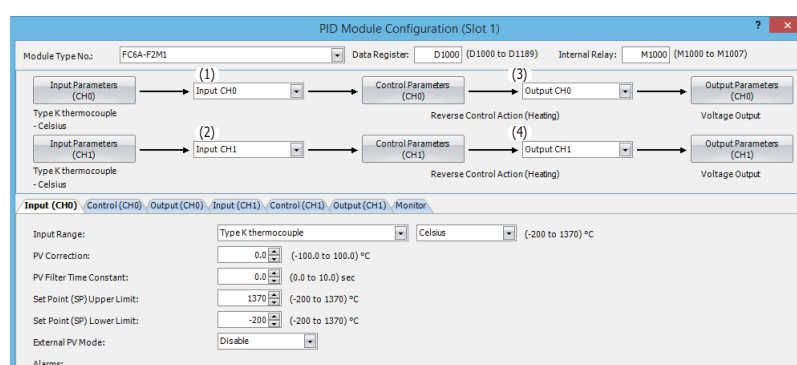 PID Module Configuration (Slot 1)
? ×
Module Type No.: FC6A-F2M1 Data Register: D1000 (D1000 to D1189) Internal Relay: M1000 (M1000 to M1007)
(1) (3)
Input Parameters (CH0) Input CH0 Control Parameters (CH0) Output CH0 Output Parameters (CH0)
Type K thermocouple - Celsius Reverse Control Action (Heating) Voltage Output
(2) (4)
Input Parameters (CH1) Input CH1 Control Parameters (CH1) Output CH1 Output Parameters (CH1)
Type K thermocouple - Celsius Reverse Control Action (Heating) Voltage Output
Input (CH0) Control (CH0) Output (CH0) Input (CH1) Control (CH1) Output (CH1) Monitor
Input Range: Type K thermocouple Celsius (-200 to 1370) °C
PV Correction: 0.0 (-100.0 to 100.0) °C
PV Filter Time Constant: 0.0 (0.0 to 10.0) sec
Set Point (SP) Upper Limit: 1370 (-200 to 1370) °C
Set Point (SP) Lower Limit: -200 (-200 to 1370) °C
External PV Mode: Disable
Alarms: